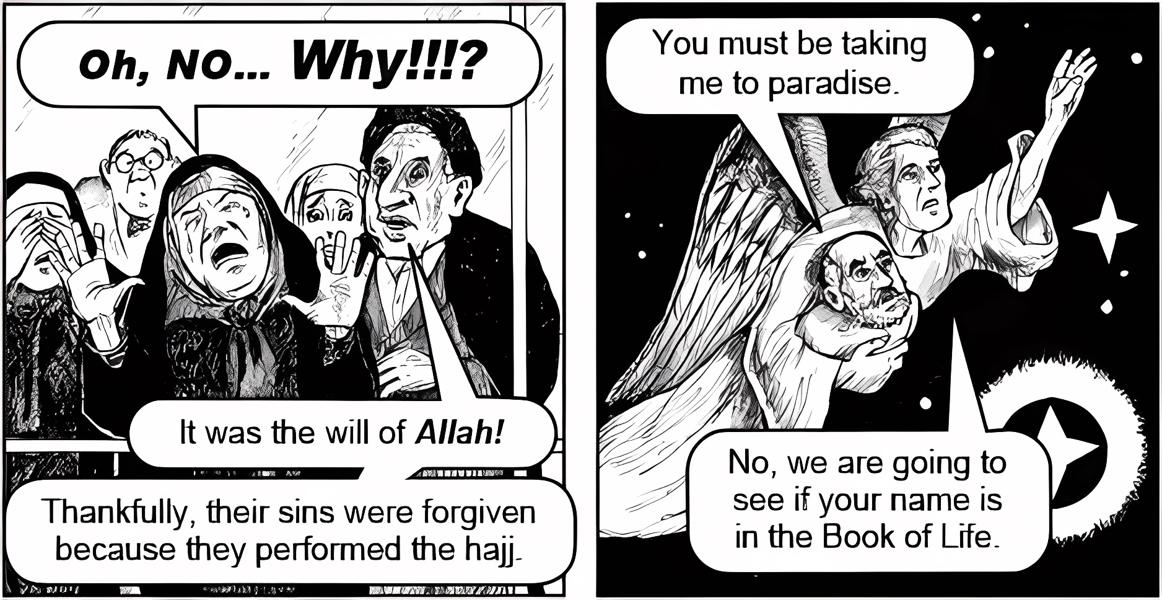 Oh, NO... Why!!!?
It was the will of Allah!
Thankfully, their sins were forgiven
because they performed the hajj.
You must be taking
me to paradise.
No, we are going to
see if your name is
in the Book of Life.